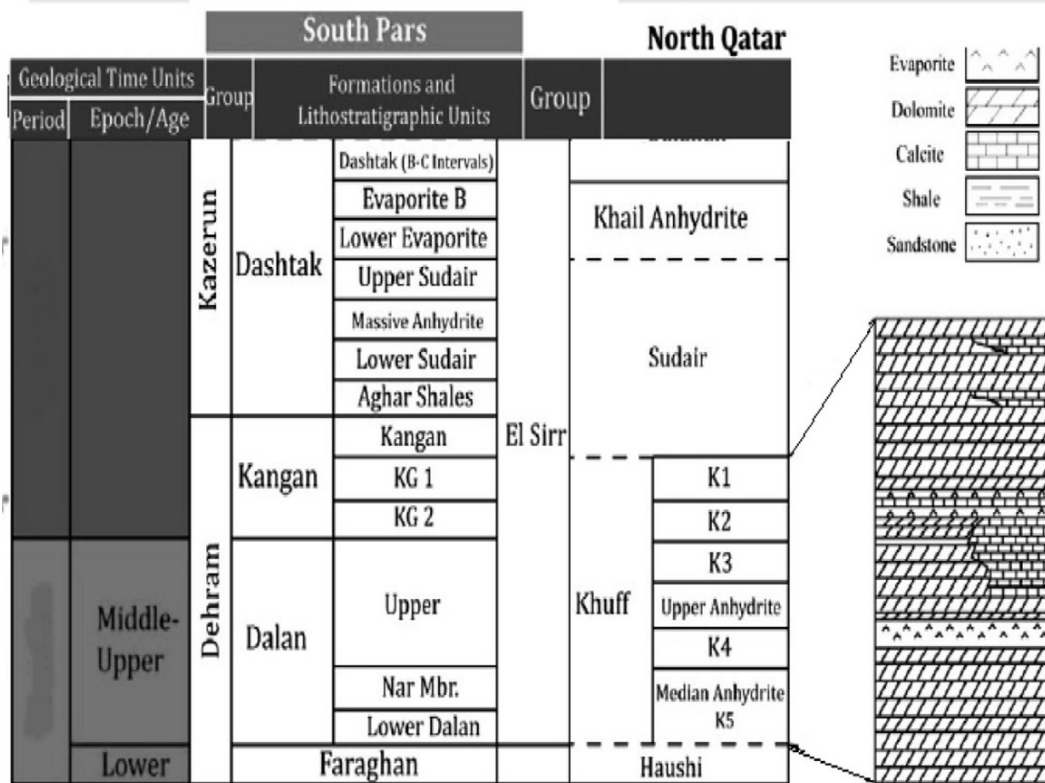 South Pars
North Qatar
Geological Time Units
Group
Formations and
Lithostratigraphic Units
Group
Period
Epoch/Age
Kazerun
Dashtak
Dashtak (B-C Intervals)
Evaporite B
Lower Evaporite
Upper Sudair
Massive Anhydrite
Lower Sudair
Aghar Shales
Dehram
Kangan
Kangan
KG 1
KG 2
Middle-
Upper
Dalan
Upper
Nar Mbr.
Lower Dalan
Lower
Faraghan
El Sirr
Khail Anhydrite
Sudair
Khuff
K1
K2
K3
Upper Anhydrite
K4
Median Anhydrite
K5
Haushi
Evaporite
Dolomite
Calcite
Shale
Sandstone